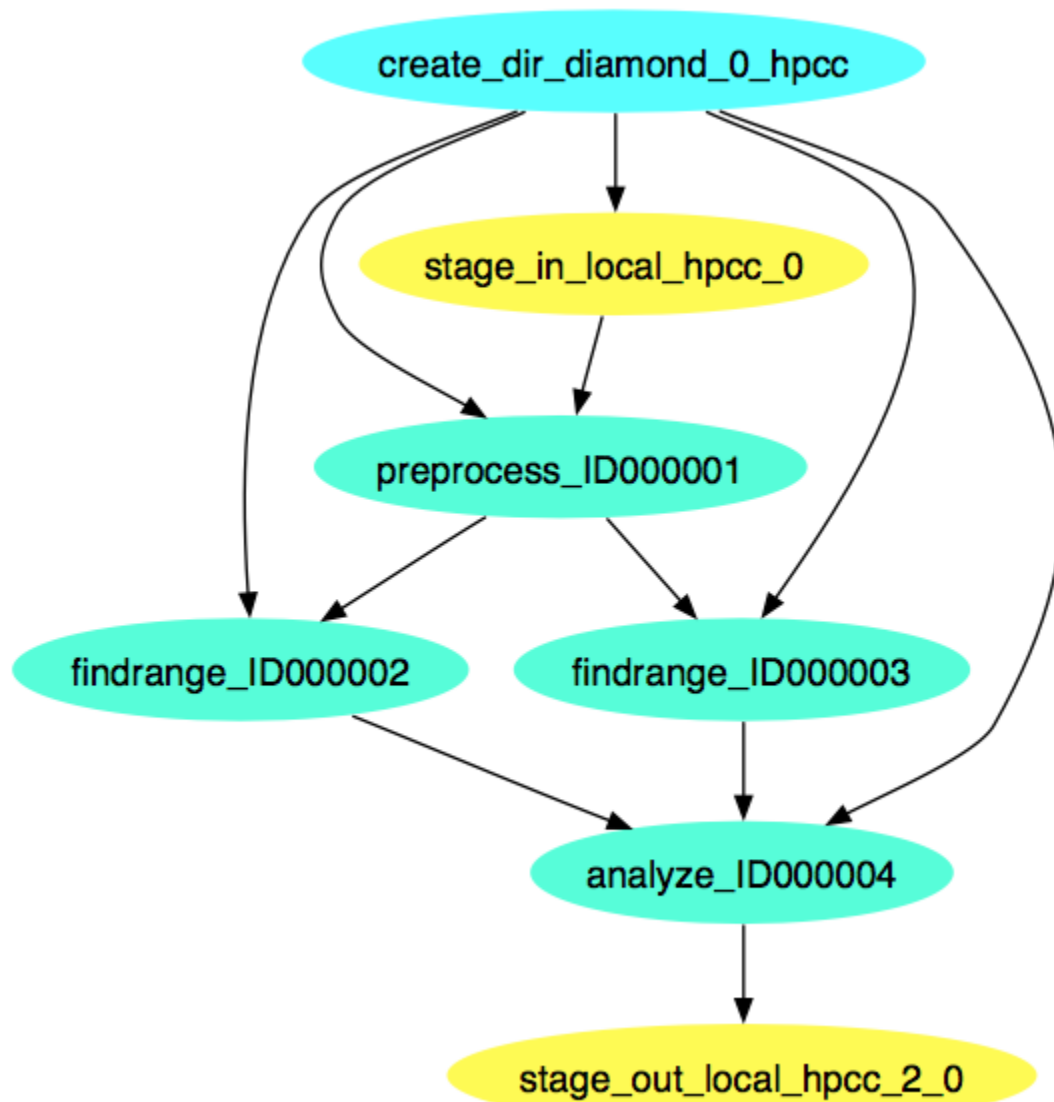 create_dir_diamond_0_hpcc
stage_in_local_hpcc_0
preprocess_ID000001
findrange_ID000002
findrange_ID000003
analyze_ID000004
stage_out_local_hpcc_2_0